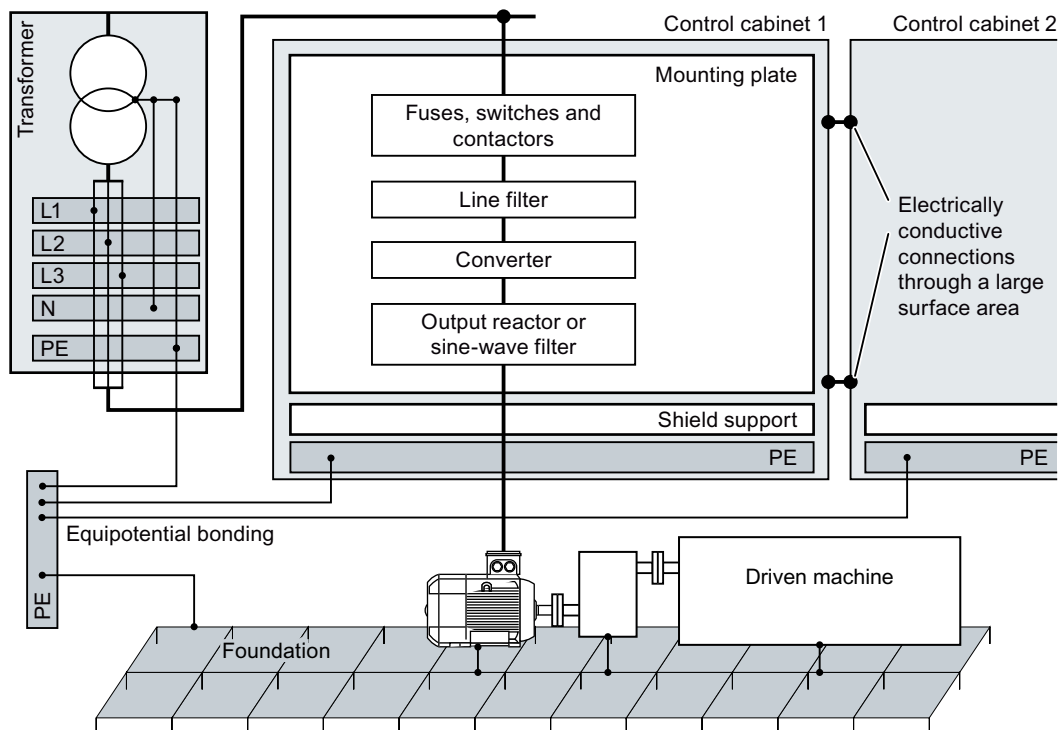 Transformer
L1
L2
L3
N
PE
Control cabinet 1
Mounting plate
Fuses, switches and
contactors
Line filter
Converter
Output reactor or
sine-wave filter
Shield support
PE
Control cabinet 2
Electrically
conductive
connections
through a large
surface area
PE
Equipotential bonding
PE
Driven machine
Foundation